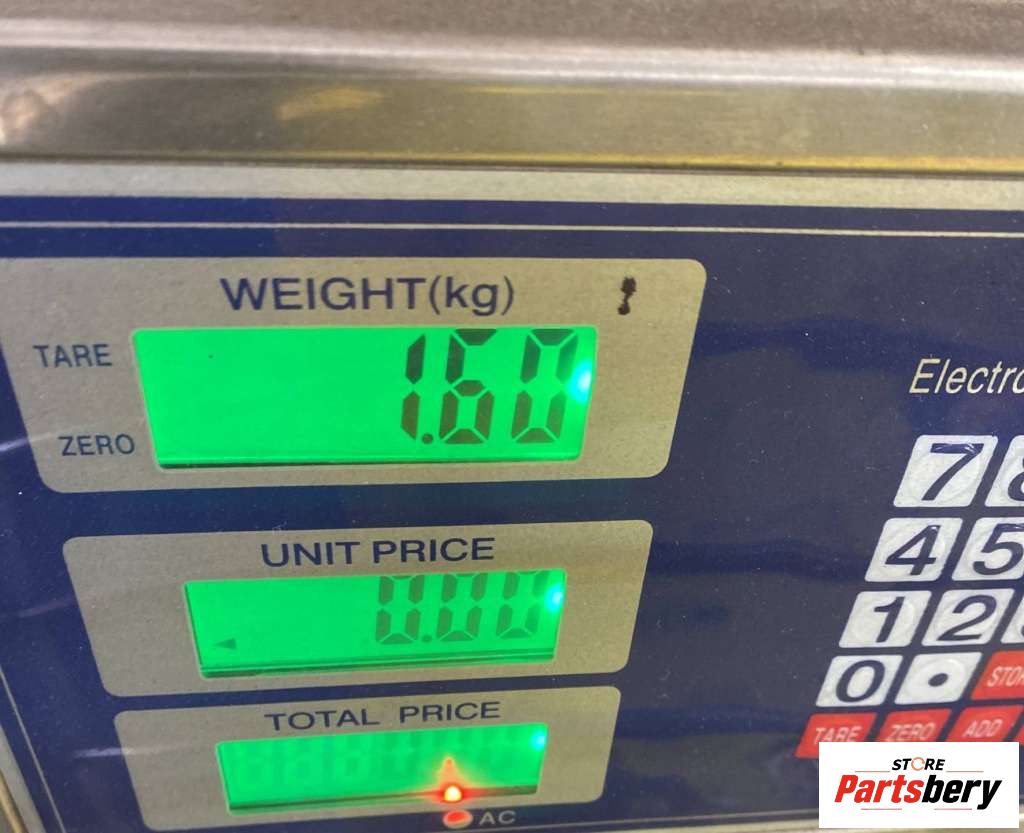 WEIGHT(kg)
TARE
1.60
ZERO
Electro
7 8
UNIT PRICE
4 5
0.00
1 2
0 .
TOTAL PRICE
TARE ZERO ADD
AC
STORE
Partsbery